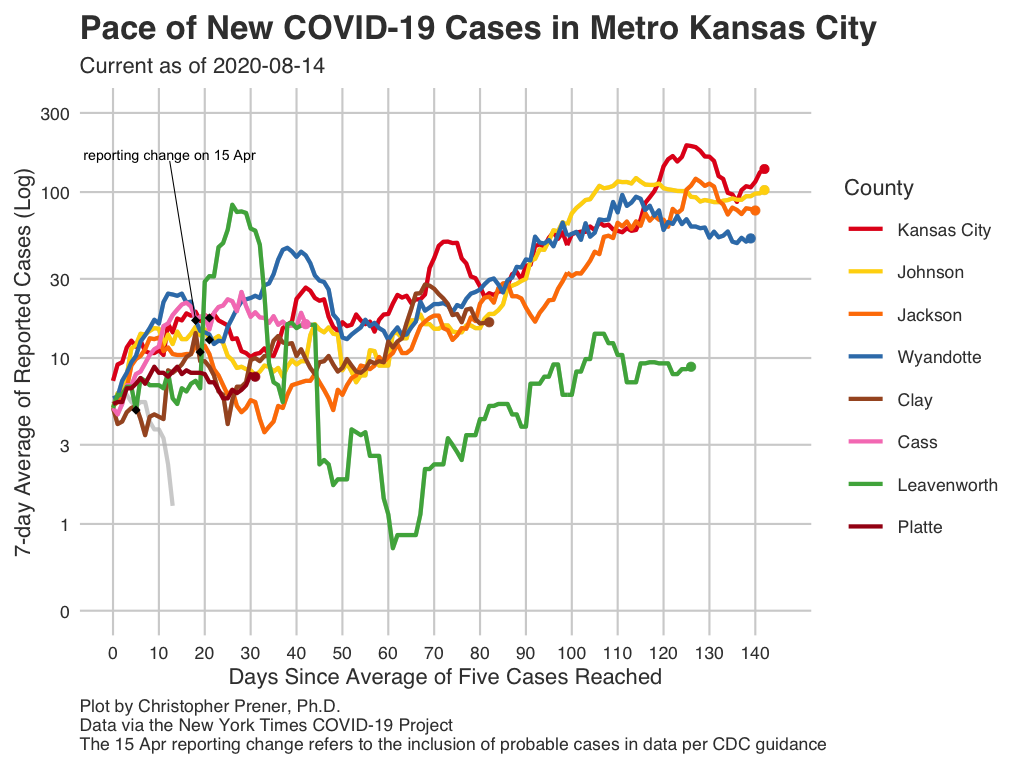 Pace of New COVID-19 Cases in Metro Kansas City
Current as of 2020-08-14
7-day Average of Reported Cases (Log)
300
100
30
10
3
1
0
reporting change on 15 Apr
0 10 20 30 40 50 60 70 80 90 100 110 120 130 140
Days Since Average of Five Cases Reached
County
Kansas City
Johnson
Jackson
Wyandotte
Clay
Cass
Leavenworth
Platte
Plot by Christopher Prener, Ph.D.
Data via the New York Times COVID-19 Project
The 15 Apr reporting change refers to the inclusion of probable cases in data per CDC guidance